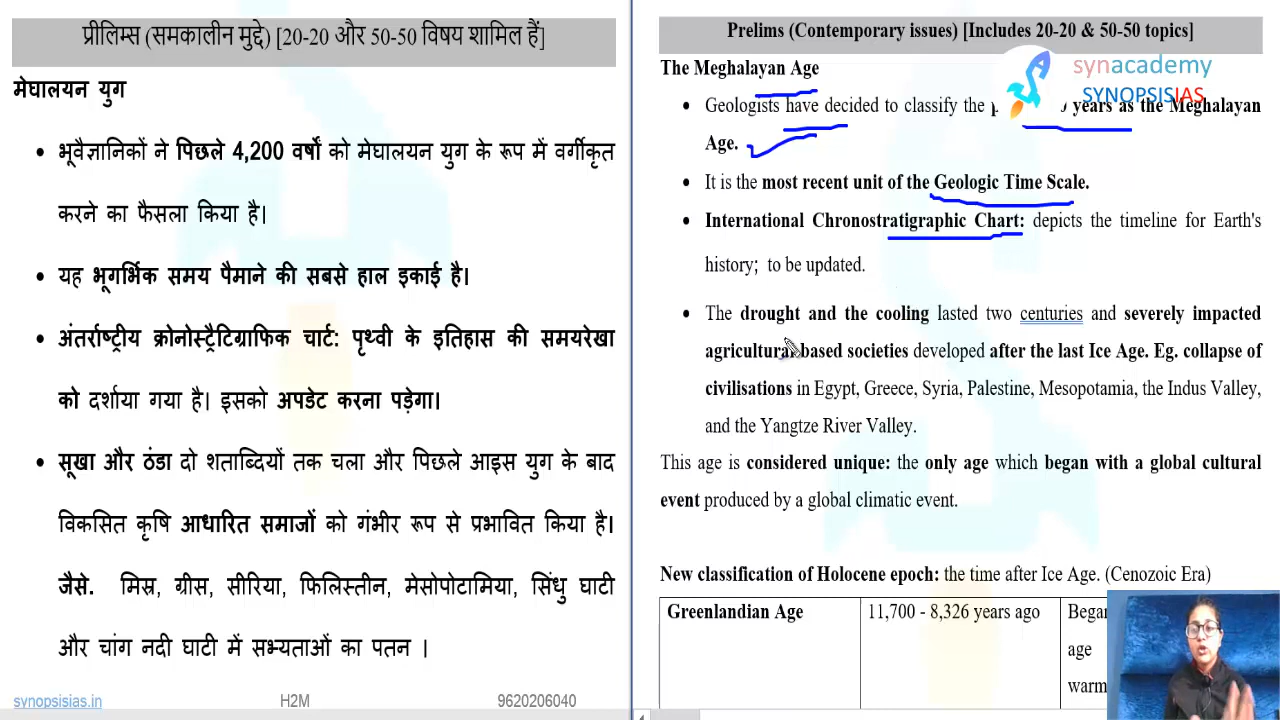 प्रीलिम्स (समकालीन मुद्दे) [20-20 और 50-50 विषय शामिल हैं]
मेघालयन युग
• भूवैज्ञानिकों ने पिछले 4,200 वर्षों को मेघालयन युग के रूप में वर्गीकृत
करने का फैसला किया है।
• यह भूगर्भिक समय पैमाने की सबसे हाल इकाई है।
• अंतर्राष्ट्रीय क्रोनोस्ट्रैटिग्राफिक चार्ट: पृथ्वी के इतिहास की समयरेखा
को दर्शाया गया है। इसको अपडेट करना पड़ेगा।
• सूखा और ठंडा दो शताब्दियों तक चला और पिछले आइस युग के बाद
विकसित कृषि आधारित समाजों को गंभीर रूप से प्रभावित किया है।
जैसे. मिस्र, ग्रीस, सीरिया, फिलिस्तीन, मेसोपोटामिया, सिंधु घाटी
और चांग नदी घाटी में सभ्यताओं का पतन ।
synopsisias.in H2M 9620206040
Prelims (Contemporary issues) [Includes 20-20 & 50-50 topics]
synacademy
SYNOPSISIAS
The Meghalayan Age
• Geologists have decided to classify the years as the Meghalayan
Age.
• It is the most recent unit of the Geologic Time Scale.
• International Chronostratigraphic Chart: depicts the timeline for Earth's
history; to be updated.
• The drought and the cooling lasted two centuries and severely impacted
agricultural based societies developed after the last Ice Age. Eg. collapse of
civilisations in Egypt, Greece, Syria, Palestine, Mesopotamia, the Indus Valley,
and the Yangtze River Valley.
This age is considered unique: the only age which began with a global cultural
event produced by a global climatic event.
New classification of Holocene epoch: the time after Ice Age. (Cenozoic Era)
Greenlandian Age 11,700 - 8,326 years ago Began
age
warm